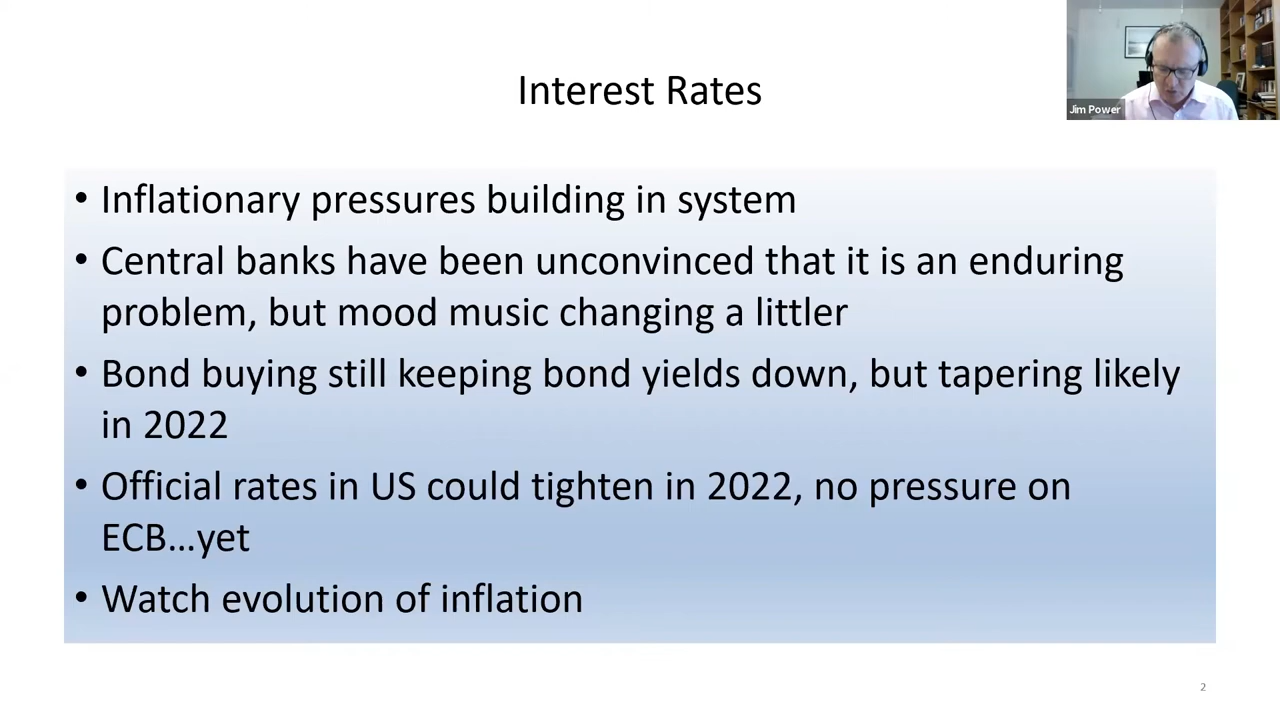 Interest Rates
Jim Power
• Inflationary pressures building in system
• Central banks have been unconvinced that it is an enduring
problem, but mood music changing a littler
• Bond buying still keeping bond yields down, but tapering likely
in 2022
• Official rates in US could tighten in 2022, no pressure on
ECB…yet
• Watch evolution of inflation
2